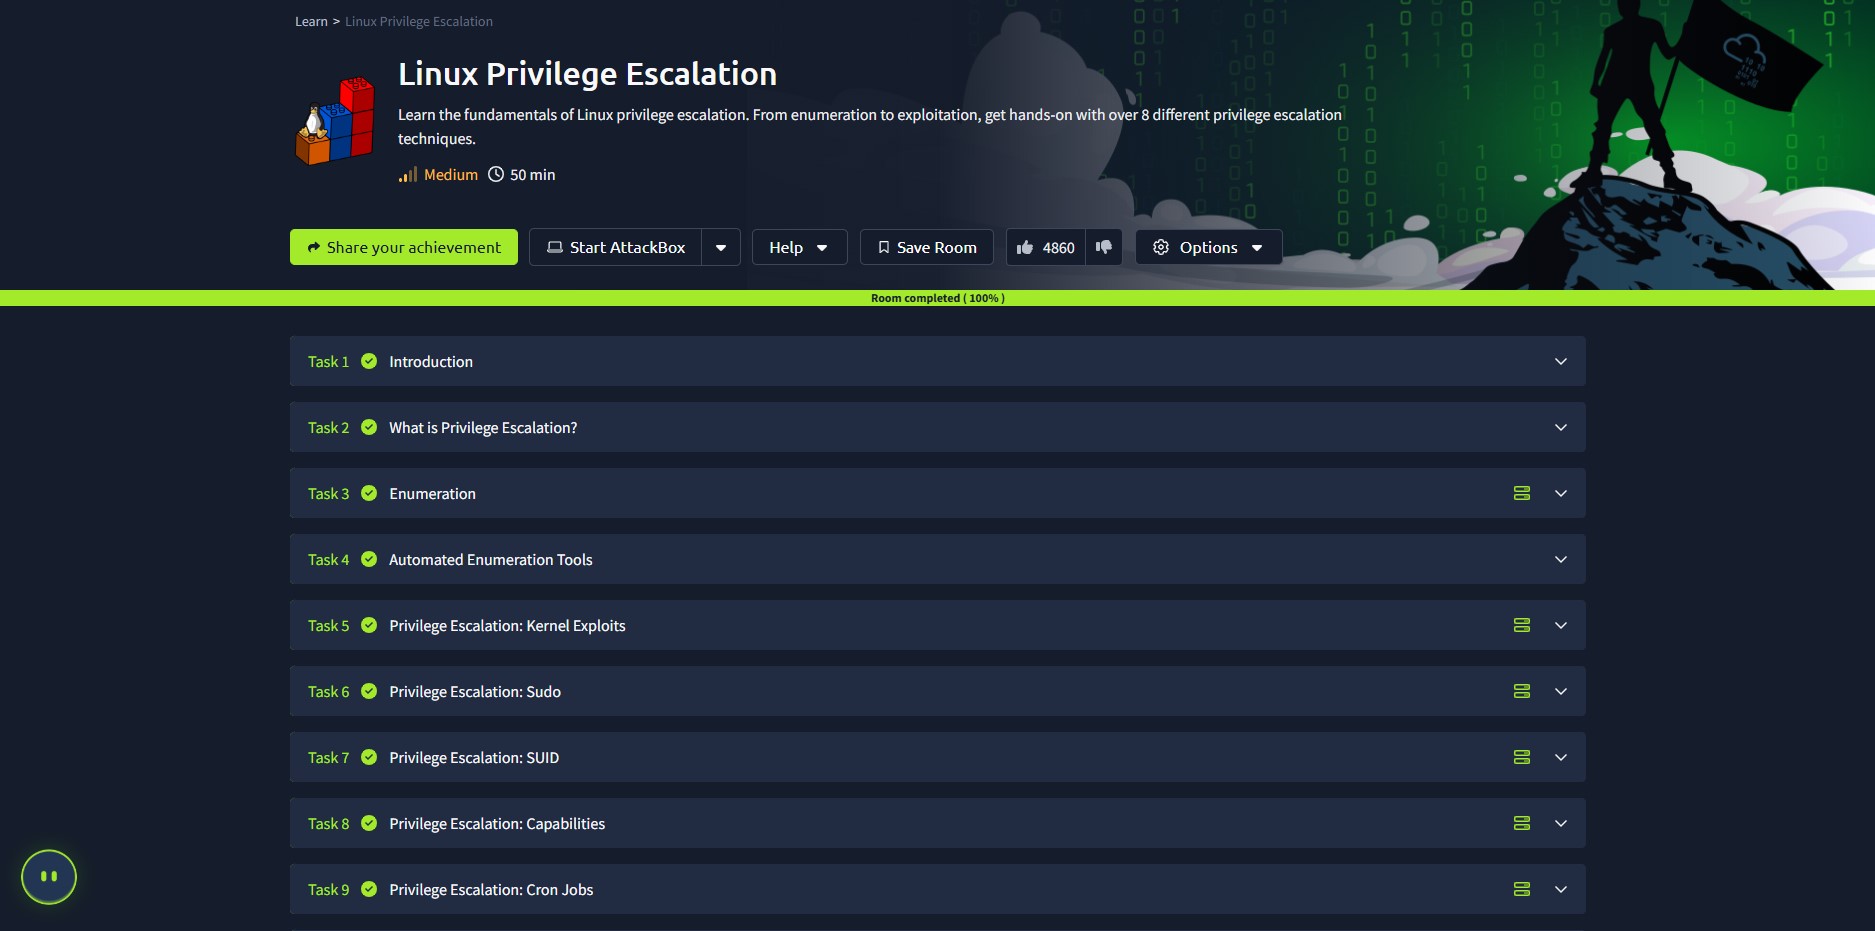 Learn > Linux Privilege Escalation
Linux Privilege Escalation
Learn the fundamentals of Linux privilege escalation. From enumeration to exploitation, get hands-on with over 8 different privilege escalation
techniques.
Medium 50 min
Share your achievement Start AttackBox Help Save Room 4860 Options
Room completed ( 100% )
Task 1 Introduction
Task 2 What is Privilege Escalation?
Task 3 Enumeration
Task 4 Automated Enumeration Tools
Task 5 Privilege Escalation: Kernel Exploits
Task 6 Privilege Escalation: Sudo
Task 7 Privilege Escalation: SUID
Task 8 Privilege Escalation: Capabilities
Task 9 Privilege Escalation: Cron Jobs